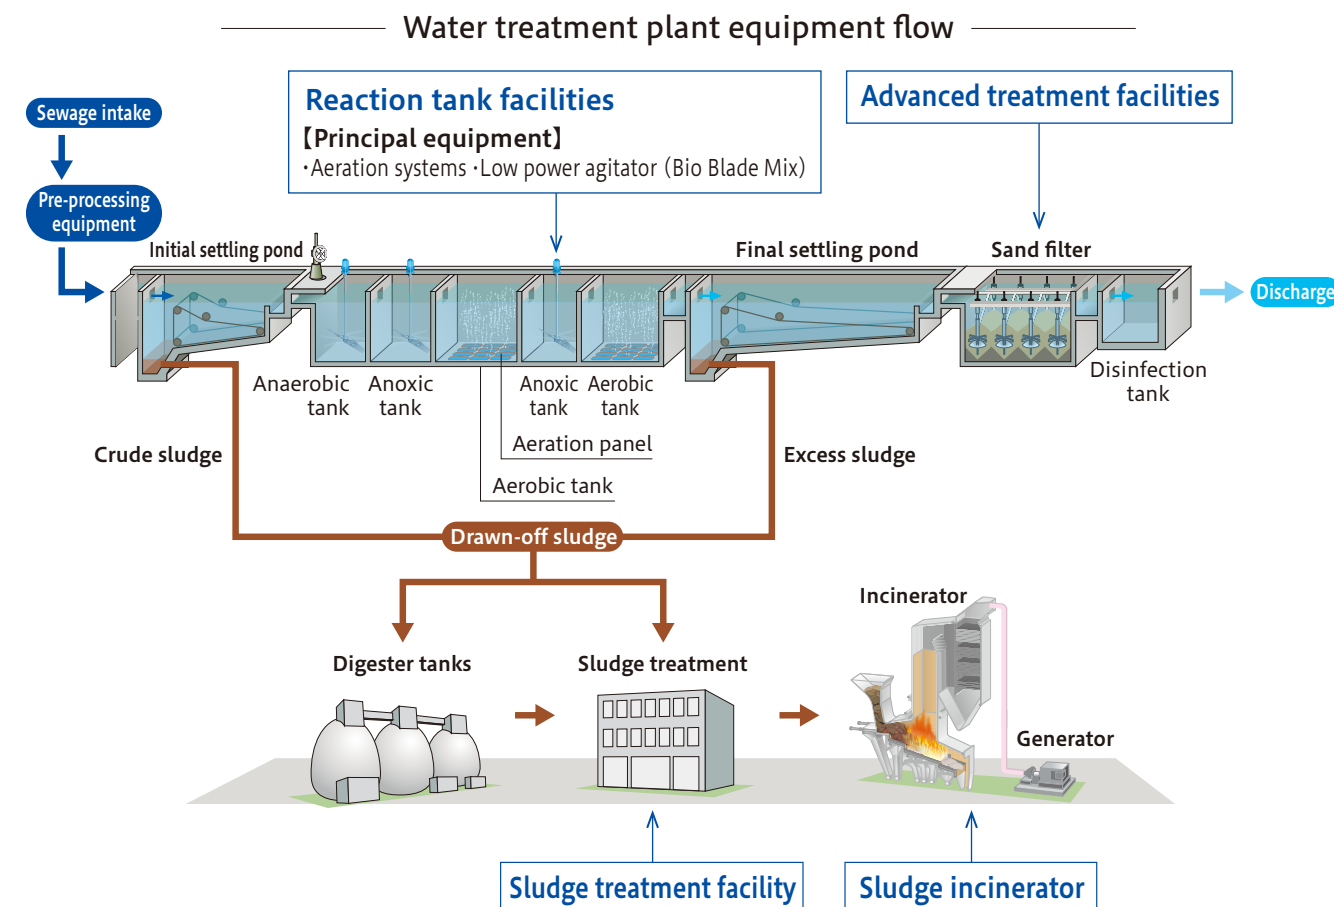 Water treatment plant equipment flow
Sewage intake
Pre-processing
equipment
Reaction tank facilities
【Principal equipment】
・Aeration systems ・Low power agitator (Bio Blade Mix)
Advanced treatment facilities
Initial settling pond
Final settling pond
Sand filter
Discharge
Anaerobic
tank
Anoxic
tank
Anoxic
tank
Aerobic
tank
Disinfection
tank
Aeration panel
Aerobic tank
Crude sludge
Excess sludge
Drawn-off sludge
Digester tanks
Sludge treatment
Incinerator
Generator
Sludge treatment facility
Sludge incinerator